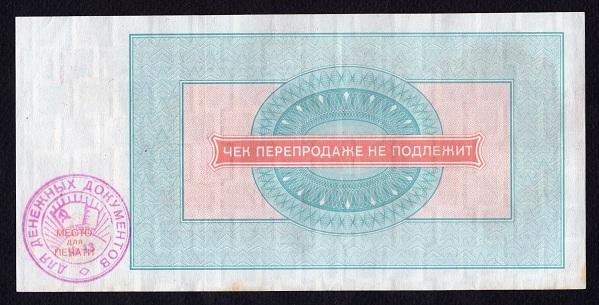 ЧЕК ПЕРЕПРОДАЖЕ НЕ ПОДЛЕЖИТ
ДЛЯ ДЕНЕЖНЫХ ДОКУМЕНТОВ
МЕСТО
ДЛЯ
ПЕЧАТИ